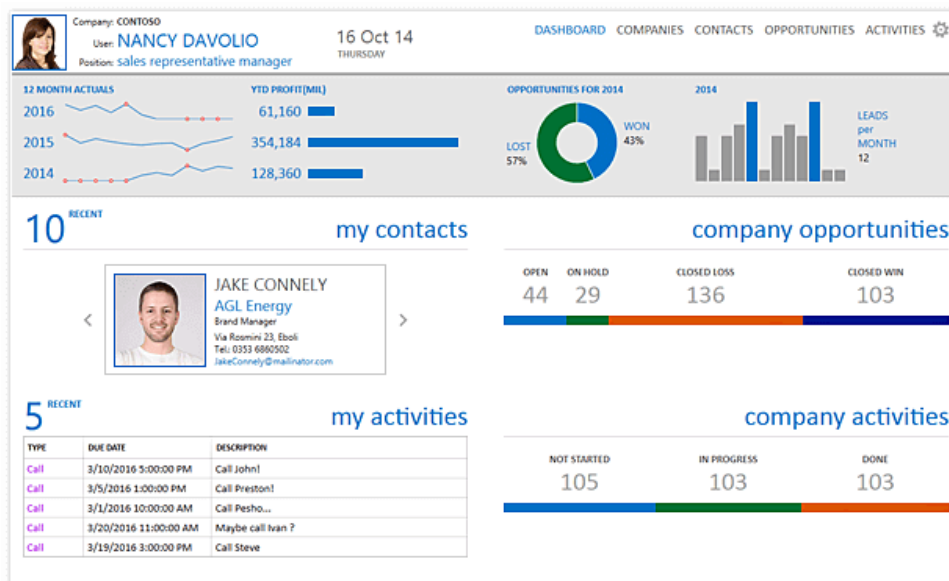 Company: CONTOSO
User: NANCY DAVOLIO
Position: sales representative manager
16 Oct 14
THURSDAY
DASHBOARD COMPANIES CONTACTS OPPORTUNITIES ACTIVITIES
12 MONTH ACTUALS
2016
2015
2014
YTD PROFIT(MIL)
61,160
354,184
128,360
OPPORTUNITIES FOR 2014
LOST
57%
WON
43%
2014
LEADS
per
MONTH
12
10 RECENT
my contacts
JAKE CONNELY
AGL Energy
Brand Manager
Via Rosmini 23, Eboli
Tel.: 0353 6860502
JakeConnely@mailinator.com
company opportunities
OPEN ON HOLD CLOSED LOSS CLOSED WIN
44 29 136 103
5 RECENT
my activities
TYPE DUE DATE DESCRIPTION
Call 3/10/2016 5:00:00 PM Call John!
Call 3/5/2016 1:00:00 PM Call Preston!
Call 3/1/2016 10:00:00 AM Call Pesho...
Call 3/20/2016 11:00:00 AM Maybe call Ivan ?
Call 3/19/2016 3:00:00 PM Call Steve
company activities
NOT STARTED IN PROGRESS DONE
105 103 103